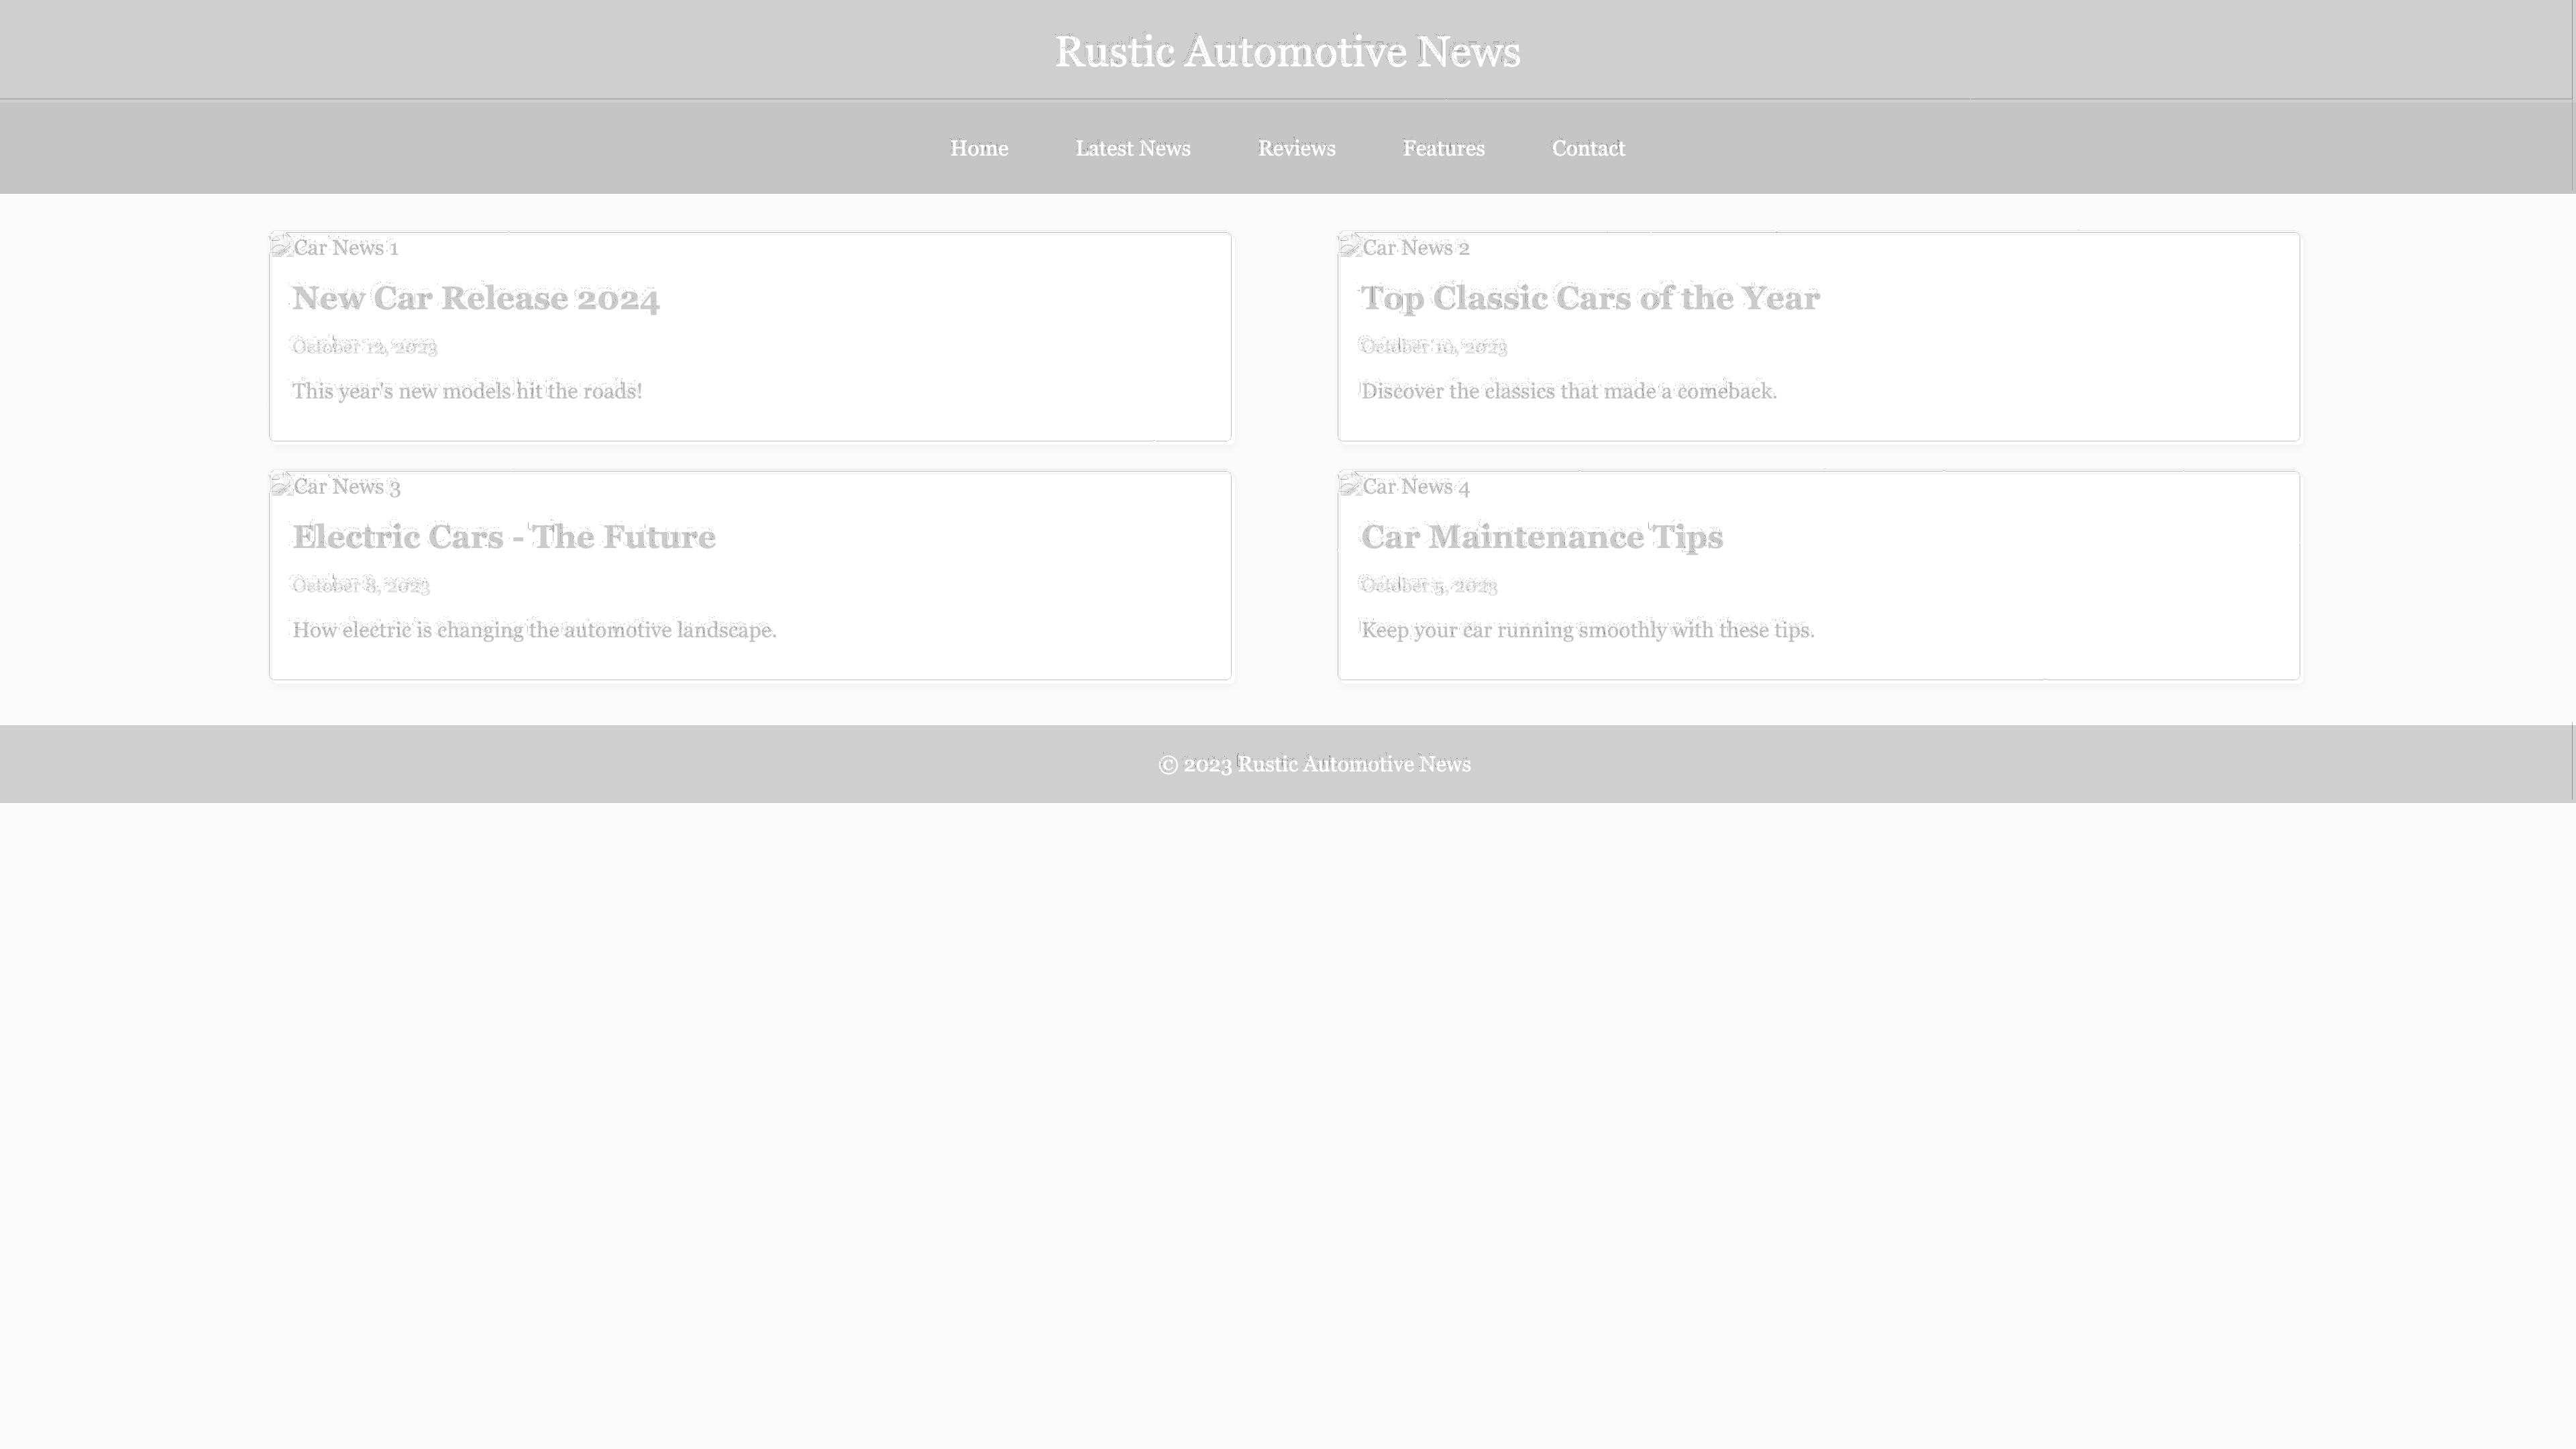 Rustic Automotive News
Home Latest News Reviews Features Contact
Car News 1
New Car Release 2024
October 12, 2023
This year's new models hit the roads!
Car News 2
Top Classic Cars of the Year
October 10, 2023
Discover the classics that made a comeback.
Car News 3
Electric Cars - The Future
October 8, 2023
How electric is changing the automotive landscape.
Car News 4
Car Maintenance Tips
October 5, 2023
Keep your car running smoothly with these tips.
© 2023 Rustic Automotive News